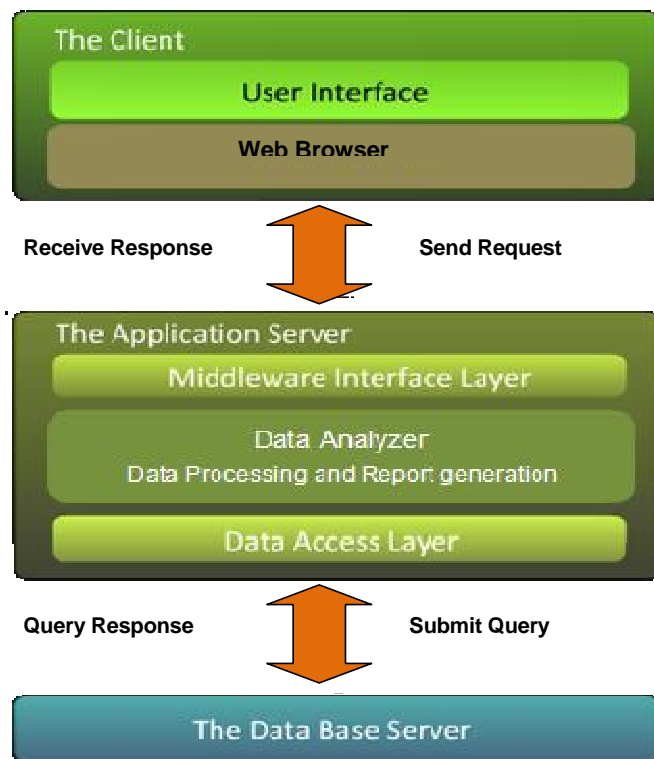 The Client
User Interface
Web Browser
Receive Response
Send Request
The Application Server
Middleware Interface Layer
Data Analyzer
Data Processing and Report generation
Data Access Layer
Query Response
Submit Query
The Data Base Server